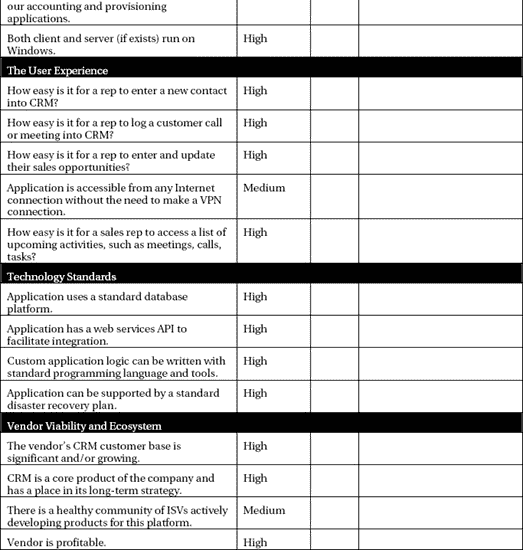 our accounting and provisioning
applications.
Both client and server (if exists) run on High
Windows.
The User Experience
How easy is it for a rep to enter a new contact High
into CRM?
How easy is it for a rep to log a customer call High
or meeting into CRM?
How easy is it for a rep to enter and update High
their sales opportunities?
Application is accessible from any Internet Medium
connection without the need to make a VPN
connection.
How easy is it for a sales rep to access a list of High
upcoming activities, such as meetings, calls,
tasks?
Technology Standards
Application uses a standard database High
platform.
Application has a web services API to High
facilitate integration.
Custom application logic can be written with High
standard programming language and tools.
Application can be supported by a standard High
disaster recovery plan.
Vendor Viability and Ecosystem
The vendor's CRM customer base is High
significant and/or growing.
CRM is a core product of the company and High
has a place in its long-term strategy.
There is a healthy community of ISVs actively Medium
developing products for this platform.
Vendor is profitable. High